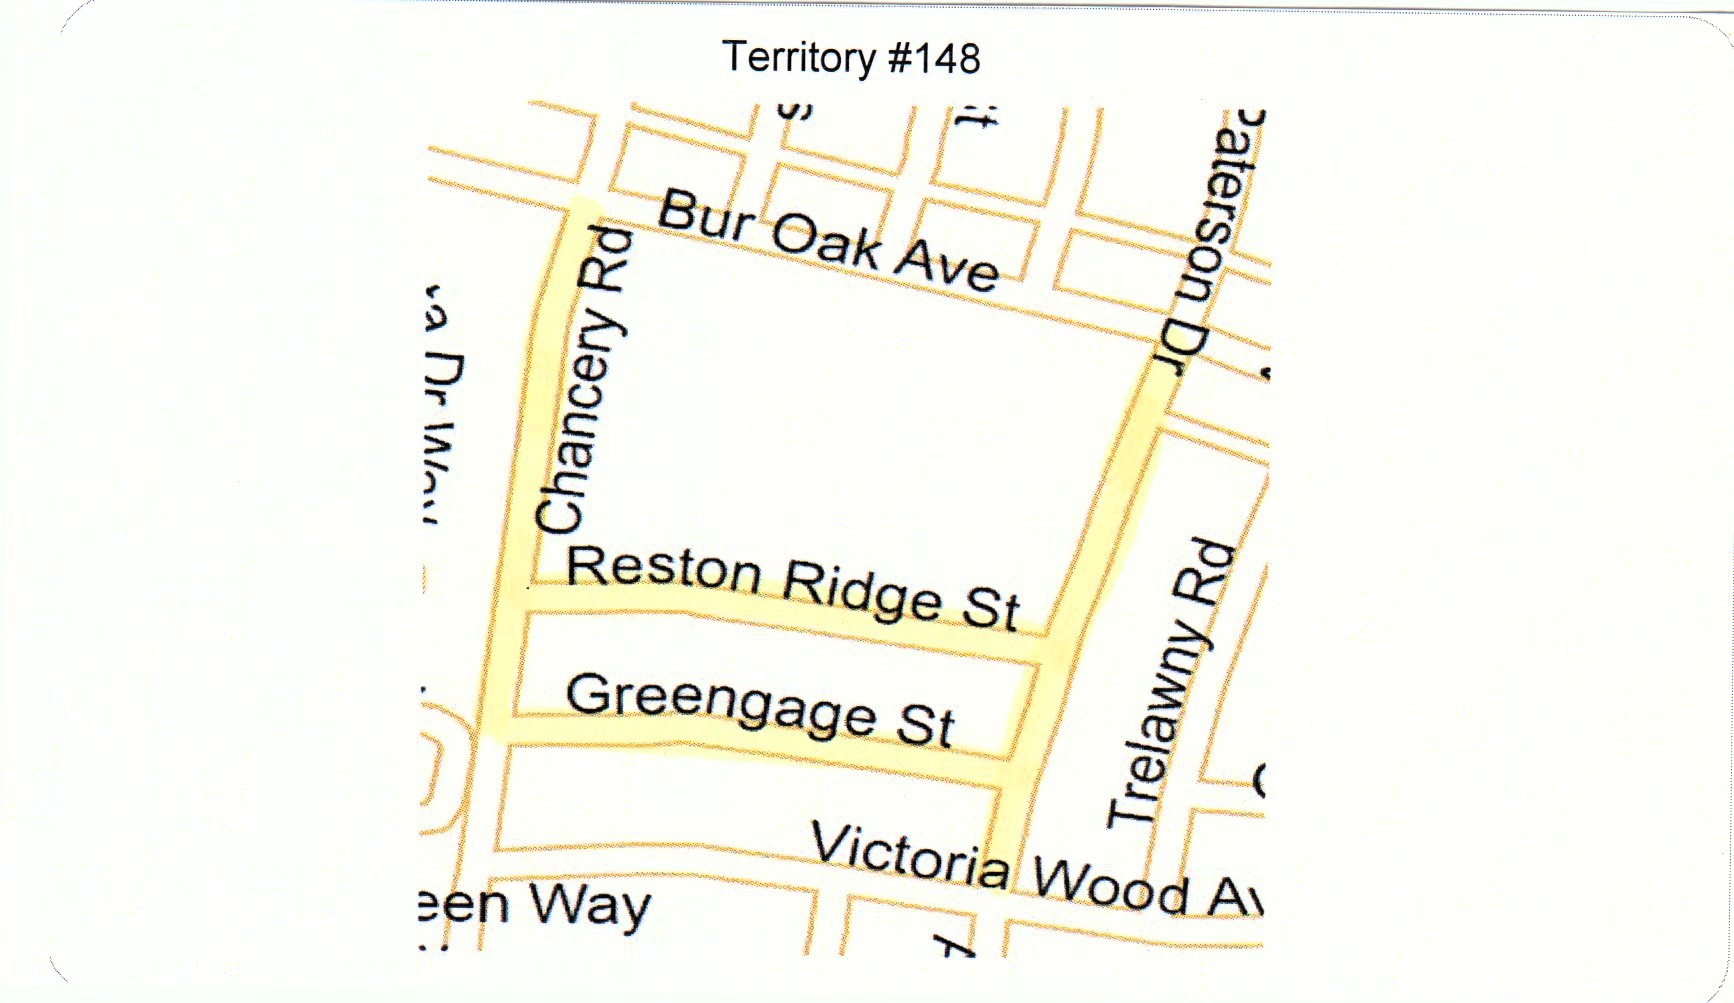 Territory #148
Paterson Dr
Bur Oak Ave
Chancery Rd
Dr
Reston Ridge St
Trelawny Rd
Greengage St
Victoria Wood Av
een Way